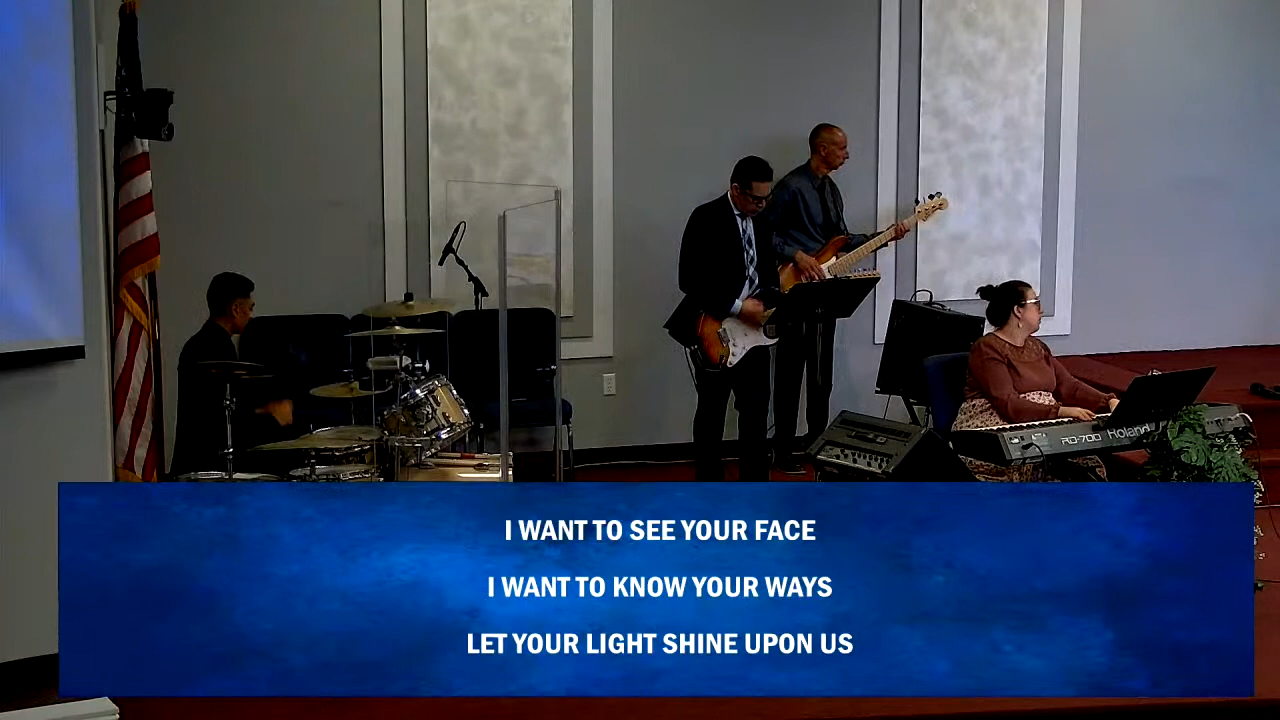 RD-700 Roland
I WANT TO SEE YOUR FACE
I WANT TO KNOW YOUR WAYS
LET YOUR LIGHT SHINE UPON US